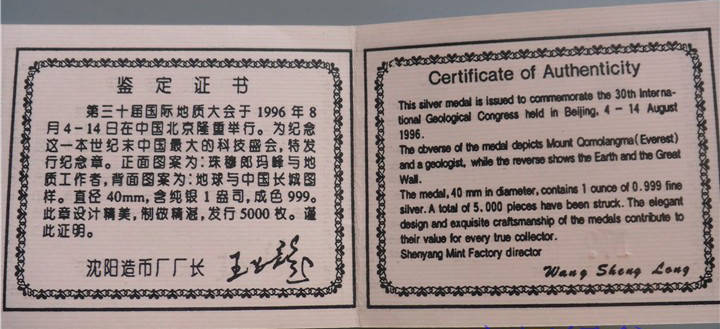 鉴定证书
第三十届国际地质大会于1996年8
月4-14日在中国北京隆重举行。为纪念
这一本世纪末中国最大的科技盛会,特发
行纪念章。正面图案为:珠穆郎玛峰与地
质工作者,背面图案为:地球与中国长城图
样。直径40mm,含纯银1盎司,成色999。
此章设计精美,制做精湛,发行5000枚。谨
此证明。
沈阳造币厂厂长
Certificate of Authenticity
This silver medal is issued to commemorate the 30th Interna-
tional Geological Congress held in Beijing, 4 - 14 August
1996.
The obverse of the medal depicts Mount Qomolangma (Everest)
and a geologist, while the reverse shows the Earth and the Great
Wall.
The medal, 40 mm in diameter, contains 1 ounce of 0.999 fine
silver. A total of 5.000 pieces have been struck. The elegant
design and exquisite craftsmanship of the medals contribute to
their value for every true collector.
Shenyang Mint Factory director
Wang Sheng Long